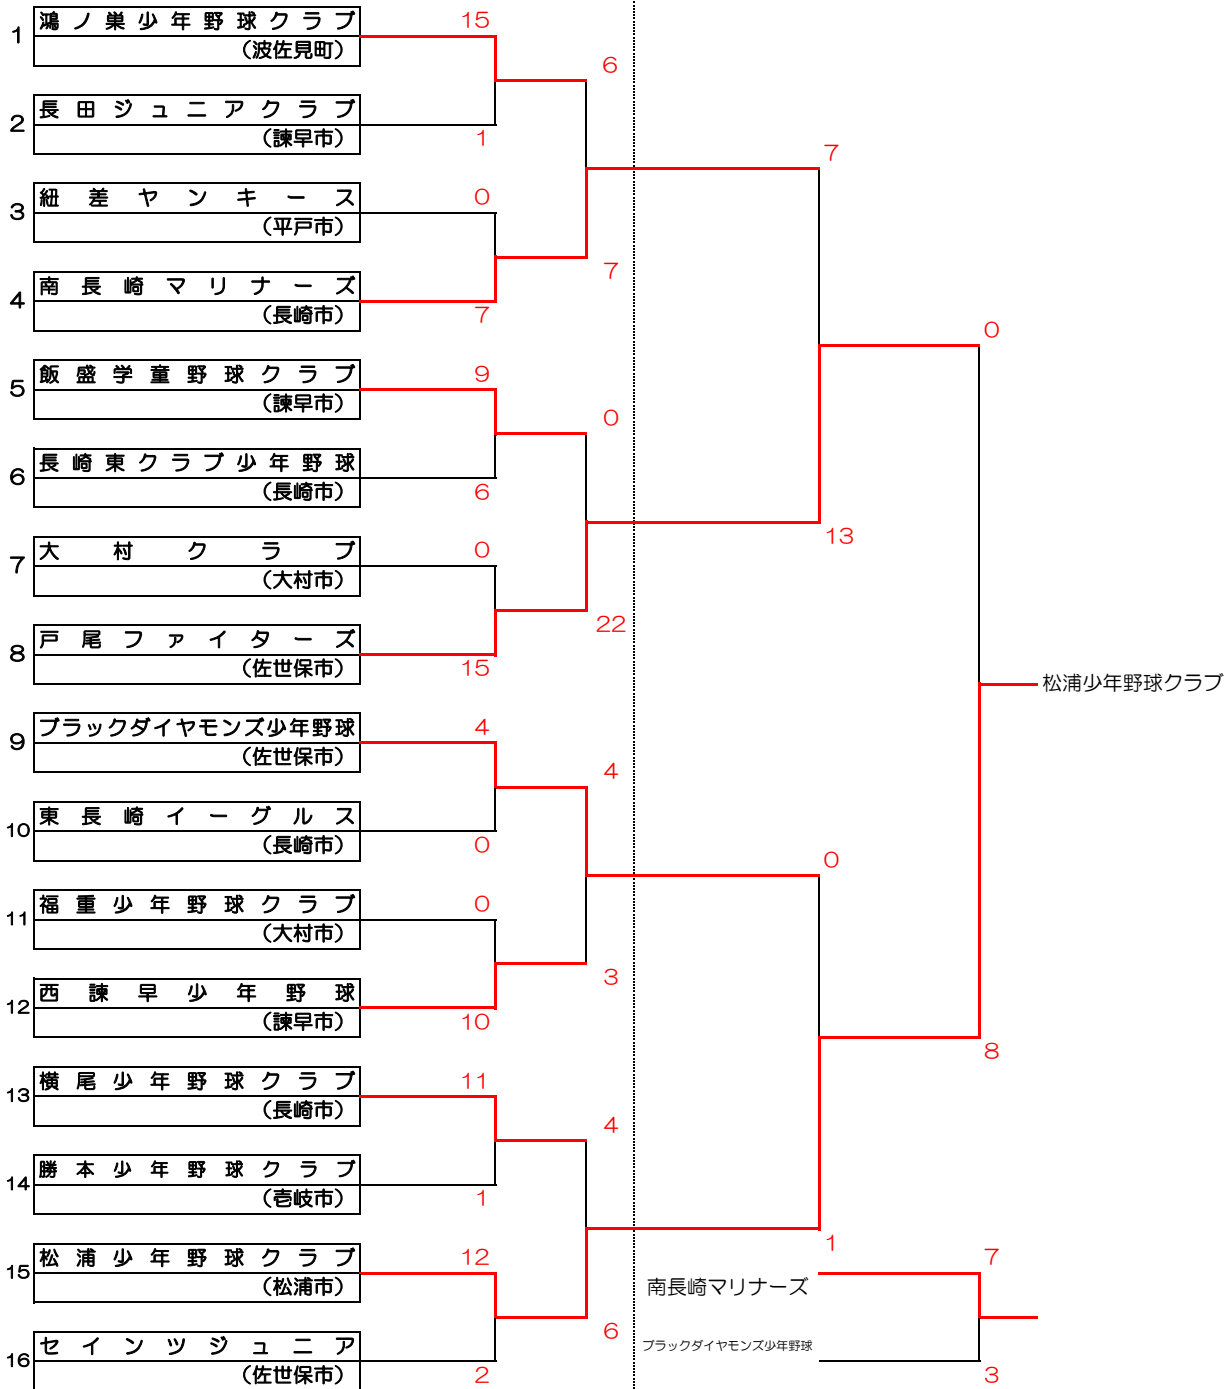 鴻ノ巣少年野球クラブ
15
1
（波佐見町）
6
長田ジュニアクラブ
2
（諫早市）
1
7
紐差ヤンキース
0
3
（平戸市）
7
南長崎マリナーズ
4
（長崎市）
7
0
飯盛学童野球クラブ
9
5
（諫早市）
0
長崎東クラブ少年野球
6
（長崎市）
6
13
大村クラブ
0
7
（大村市）
22
戸尾ファイターズ
8
（佐世保市）
15
松浦少年野球クラブ
ブラックダイヤモンズ少年野球
4
9
（佐世保市）
4
東長崎イーグルス
10
（長崎市）
0
0
福重少年野球クラブ
0
11
（大村市）
3
西諫早少年野球
12
（諫早市）
10
8
横尾少年野球クラブ
11
13
（長崎市）
4
勝本少年野球クラブ
14
（壱岐市）
1
1
松浦少年野球クラブ
12
7
15
（松浦市）
南長崎マリナーズ
6
セインツジュニア
ブラックダイヤモンズ少年野球
16
（佐世保市）
2
3